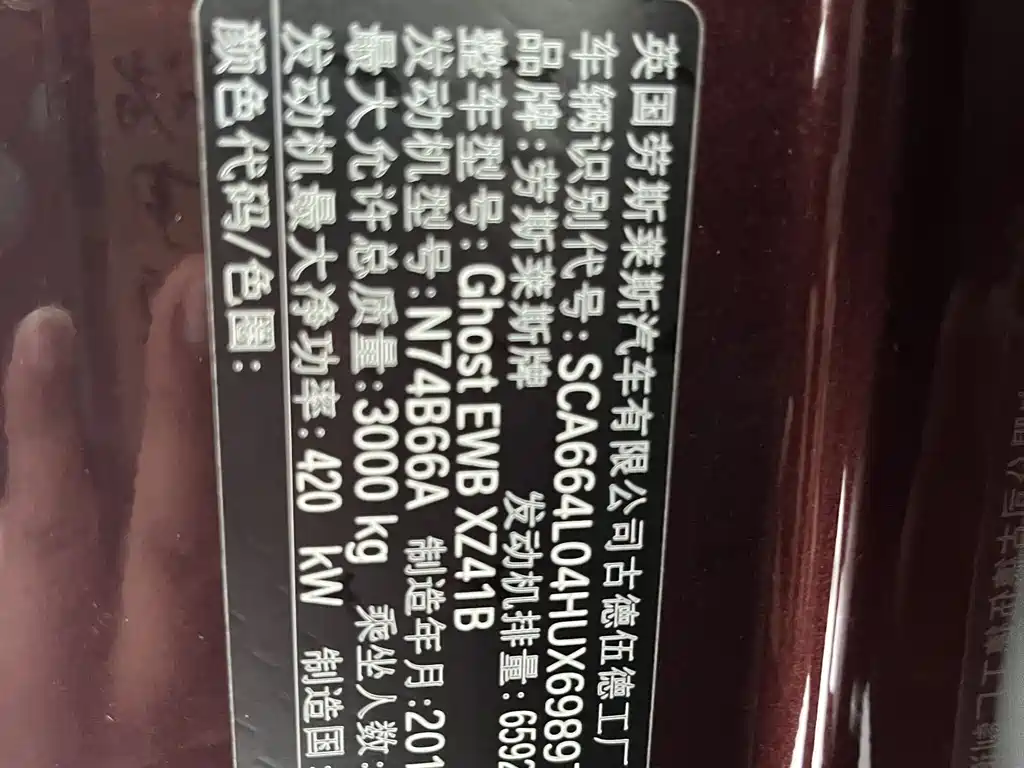 英国劳斯莱斯汽车有限公司古德伍德工厂
车辆识别代号:SCA664L04HUX6989
品牌:劳斯莱斯牌 发动机排量:659
整车型号:Ghost EWB XZ41B
发动机型号:N74B66A 制造年月:201
最大允许总质量:3000 kg 乘坐人数:
发动机最大净功率:420 kW 制造国:
颜色代码/色圖: